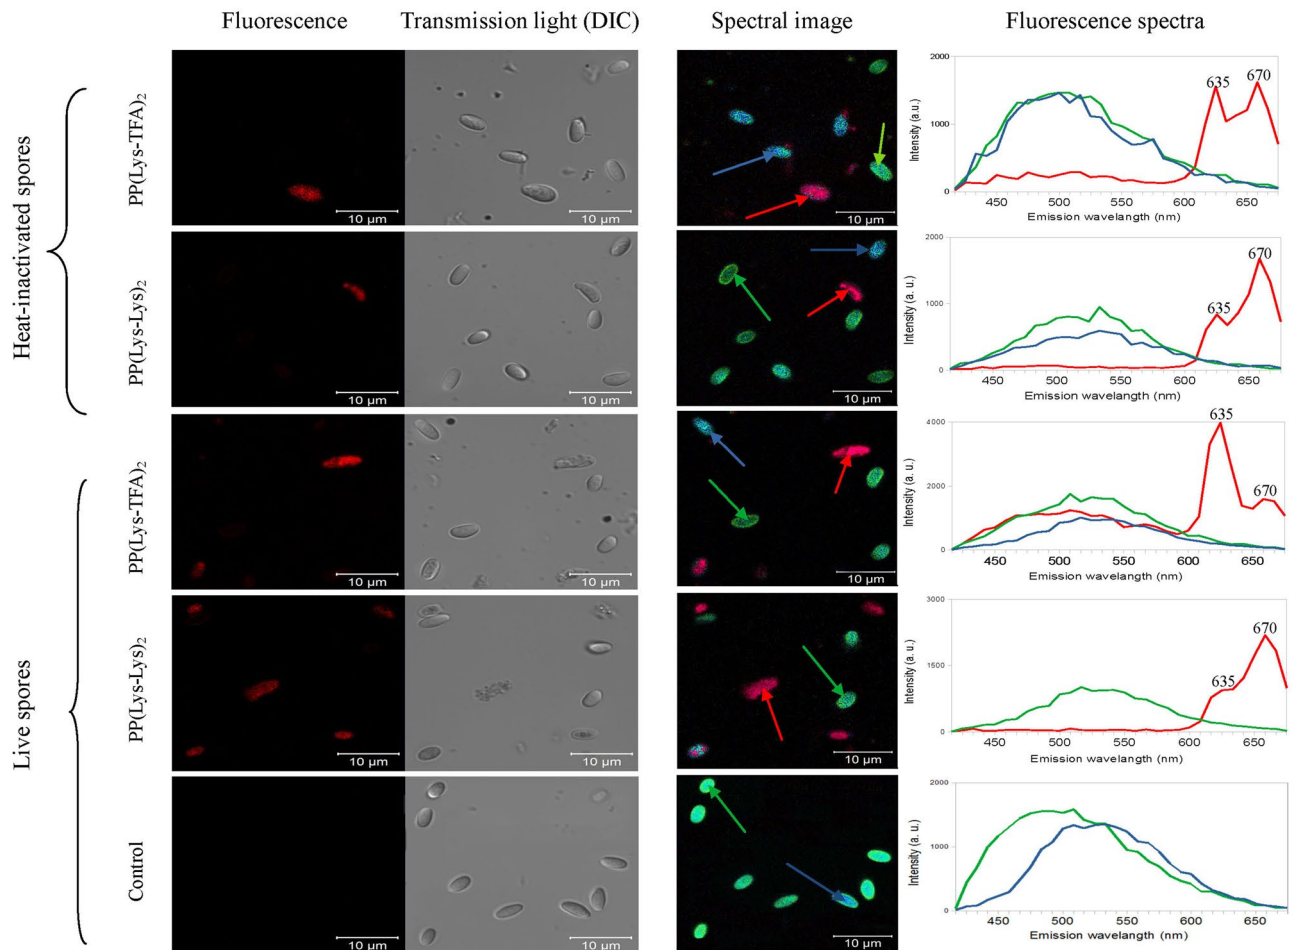 Fluorescence Transmission light (DIC) Spectral image Fluorescence spectra
Heat-inactivated spores
PP(Lys-TFA)2
10 µm
10 µm
10 µm
2000
1000
0
Intensity (a.u.)
635
670
450 500 550 600 650
Emission wavelangth (nm)
PP(Lys-Lys)2
10 µm
10 µm
10 µm
2000
1000
0
Intensity (a. u.)
635
670
450 500 550 600 650
Emission wavelangth (nm)
Live spores
PP(Lys-TFA)2
10 µm
10 µm
10 µm
4000
2000
0
Intensity (a. u.)
635
670
450 500 550 600 650
Emission wavelangth (nm)
PP(Lys-Lys)2
10 µm
10 µm
10 µm
3000
1500
0
Intensity (a. u.)
635
670
450 500 550 600 650
Emission wavelangth (nm)
Control
10 µm
10 µm
10 µm
2000
1000
0
Intensity (a. u.)
450 500 550 600 650
Emission wavelangth (nm)